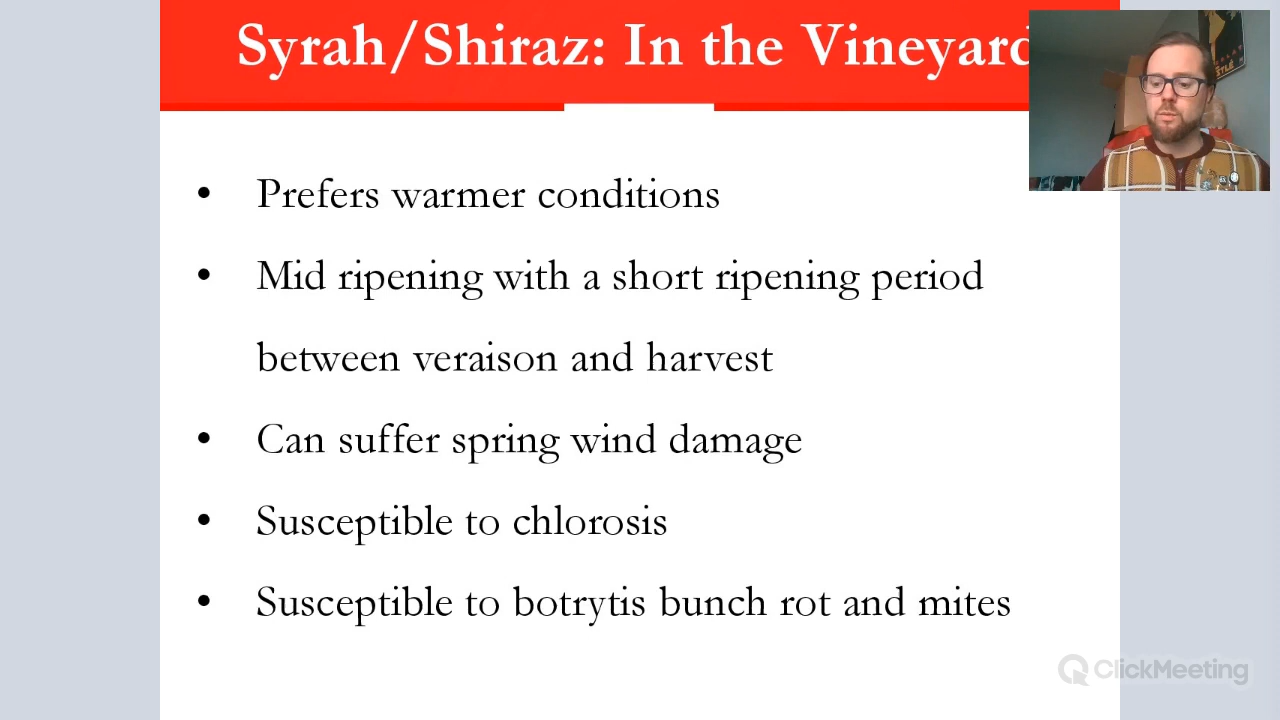 Syrah/Shiraz: In the Vineyard
• Prefers warmer conditions
• Mid ripening with a short ripening period
between veraison and harvest
• Can suffer spring wind damage
• Susceptible to chlorosis
• Susceptible to botrytis bunch rot and mites
ClickMeeting